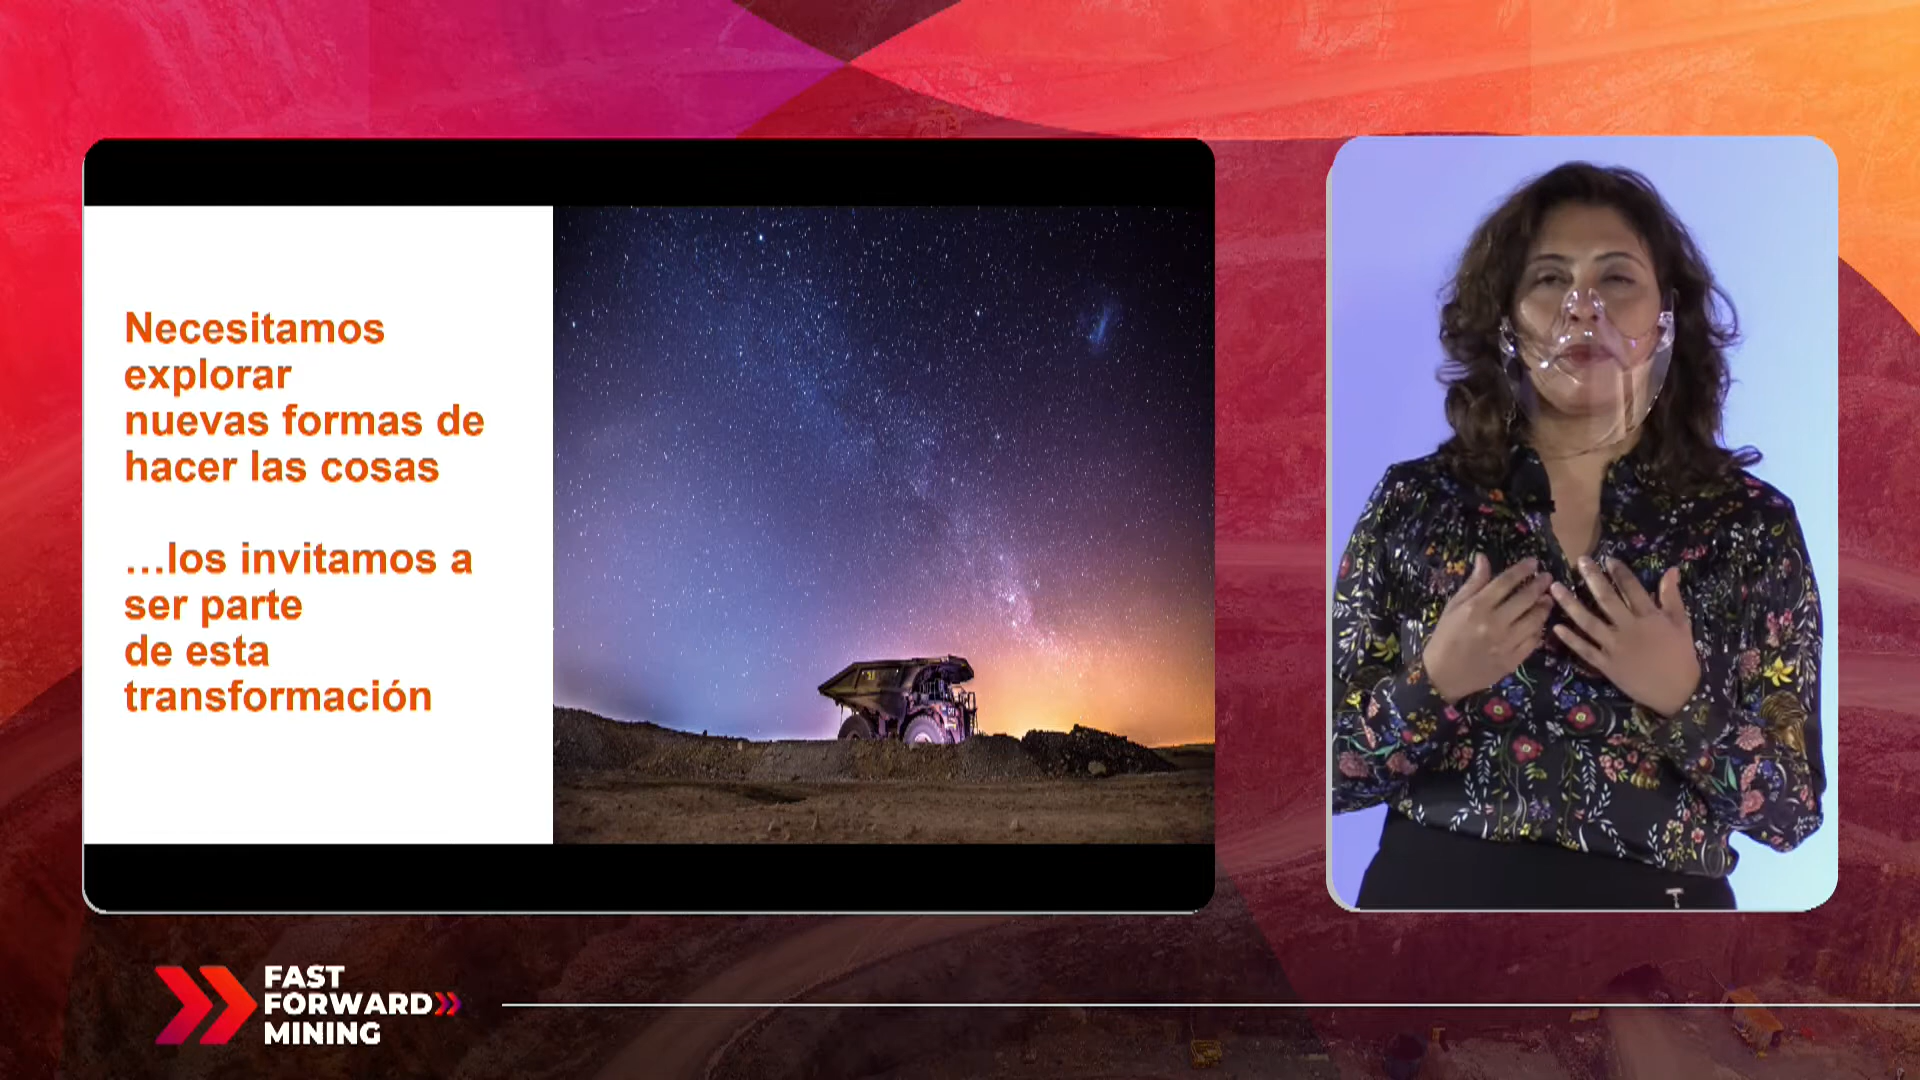 Necesitamos
explorar
nuevas formas de
hacer las cosas
…los invitamos a
ser parte
de esta
transformación
FAST
FORWARD
MINING